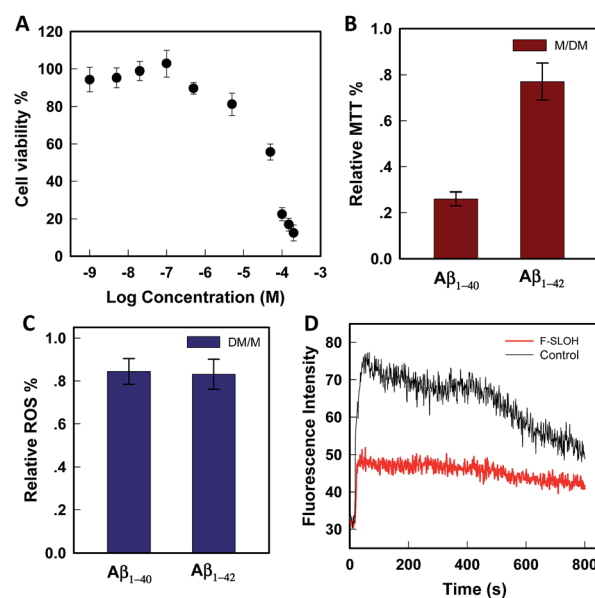 A
120
100
80
60
40
20
0
Cell viability %
-9
-8
-7
-6
-5
-4
-3
Log Concentration (M)
B
1.0
.8
.6
.4
.2
0.0
Relative MTT %
M/DM
Aβ1–40
Aβ1–42
C
1.0
.8
.6
.4
.2
0.0
Relative ROS %
DM/M
Aβ1–40
Aβ1–42
D
80
70
60
50
40
30
Fluorescence Intensity
F-SLOH
Control
0
200
400
600
800
Time (s)